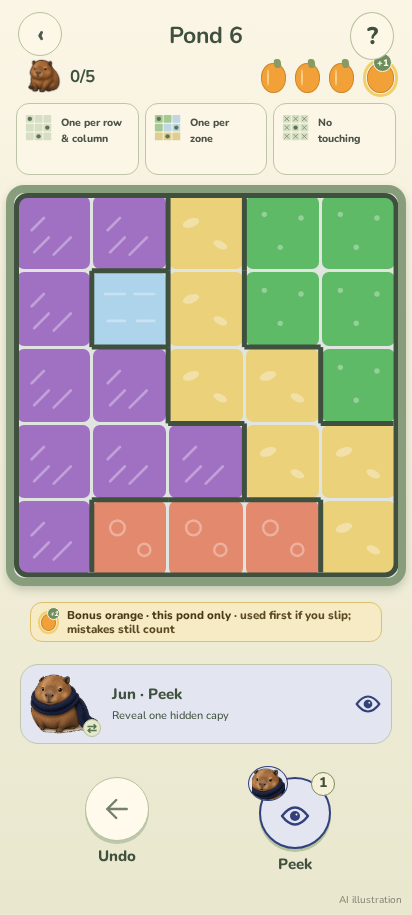 ‹
Pond 6
?
0/5
+1
One per row
& column
One per
zone
No
touching
Bonus orange · this pond only · used first if you slip;
mistakes still count
Jun · Peek
Reveal one hidden capy
1
Undo
Peek
AI illustration